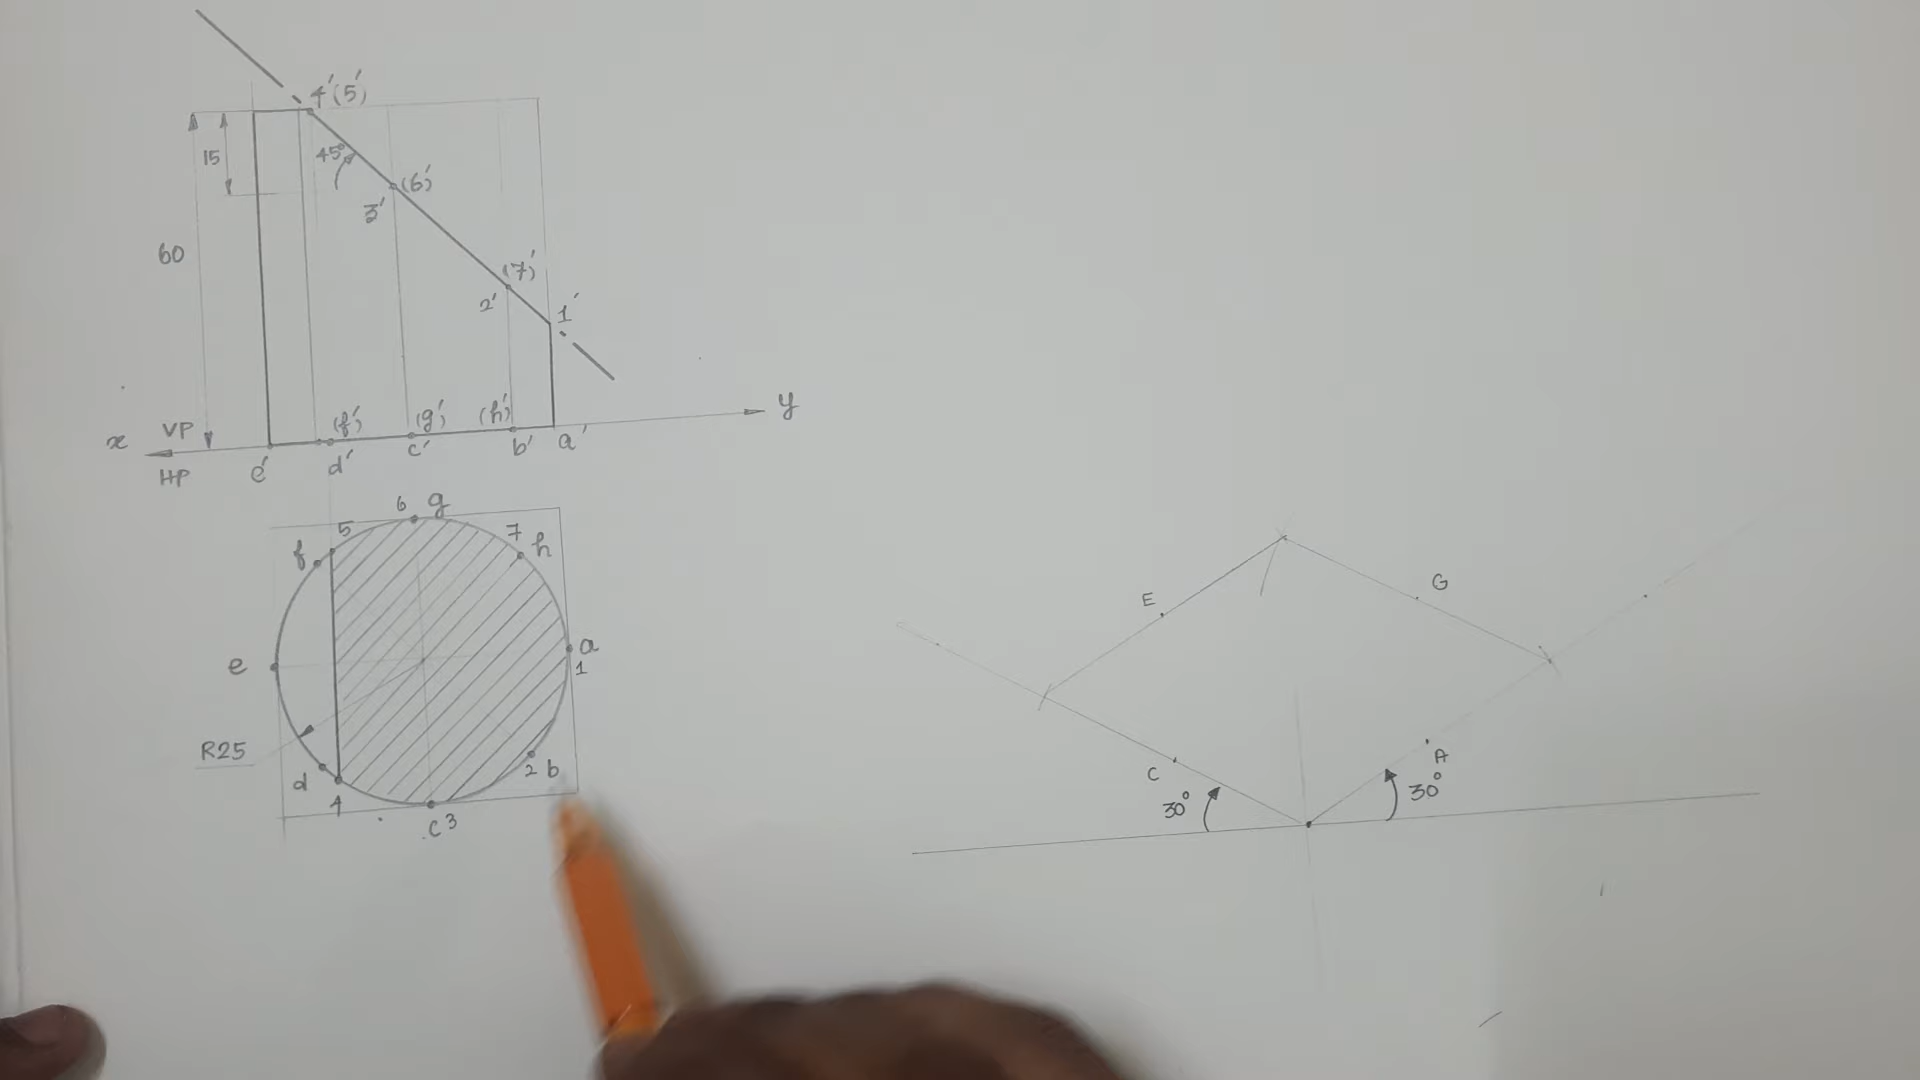 4'(5')
15
45°
(6')
3'
60
(7')
2'
1'
x VP
HP
y
(f') (g') (h')
e' d' c' b' a'
6 g
5 7
f h
e a
1
R25
d 2 b
4
c 3
E G
C A
30° 30°